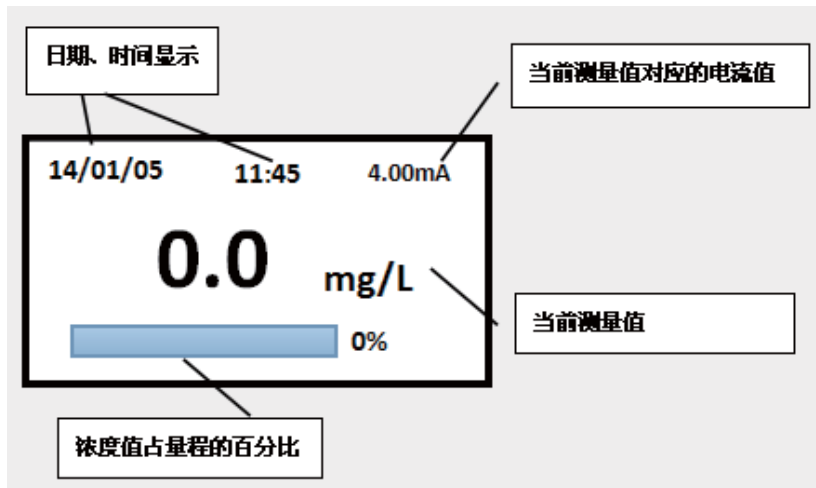 日期、时间显示
当前测量值对应的电流值
14/01/05 11:45 4.00mA
0.0 mg/L
当前测量值
0%
浓度值占量程的百分比